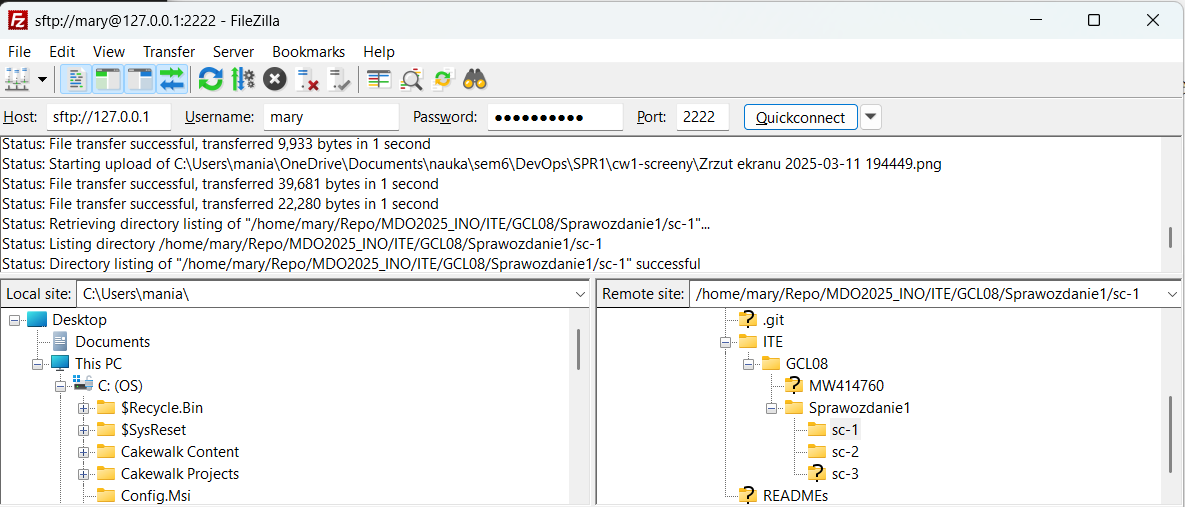 sftp://mary@127.0.0.1:2222 - FileZilla
File Edit View Transfer Server Bookmarks Help
Host: sftp://127.0.0.1 Username: mary Password: ●●●●●●●●●● Port: 2222 Quickconnect
Status: File transfer successful, transferred 9,933 bytes in 1 second
Status: Starting upload of C:\Users\mania\OneDrive\Documents\nauka\sem6\DevOps\SPR1\cw1-screeny\Zrzut ekranu 2025-03-11 194449.png
Status: File transfer successful, transferred 39,681 bytes in 1 second
Status: File transfer successful, transferred 22,280 bytes in 1 second
Status: Retrieving directory listing of "/home/mary/Repo/MDO2025_INO/ITE/GCL08/Sprawozdanie1/sc-1"...
Status: Listing directory /home/mary/Repo/MDO2025_INO/ITE/GCL08/Sprawozdanie1/sc-1
Status: Directory listing of "/home/mary/Repo/MDO2025_INO/ITE/GCL08/Sprawozdanie1/sc-1" successful
Local site: C:\Users\mania\
Desktop
Documents
This PC
C: (OS)
$Recycle.Bin
$SysReset
Cakewalk Content
Cakewalk Projects
Config.Msi
Remote site: /home/mary/Repo/MDO2025_INO/ITE/GCL08/Sprawozdanie1/sc-1
.git
ITE
GCL08
MW414760
Sprawozdanie1
sc-1
sc-2
sc-3
READMEs